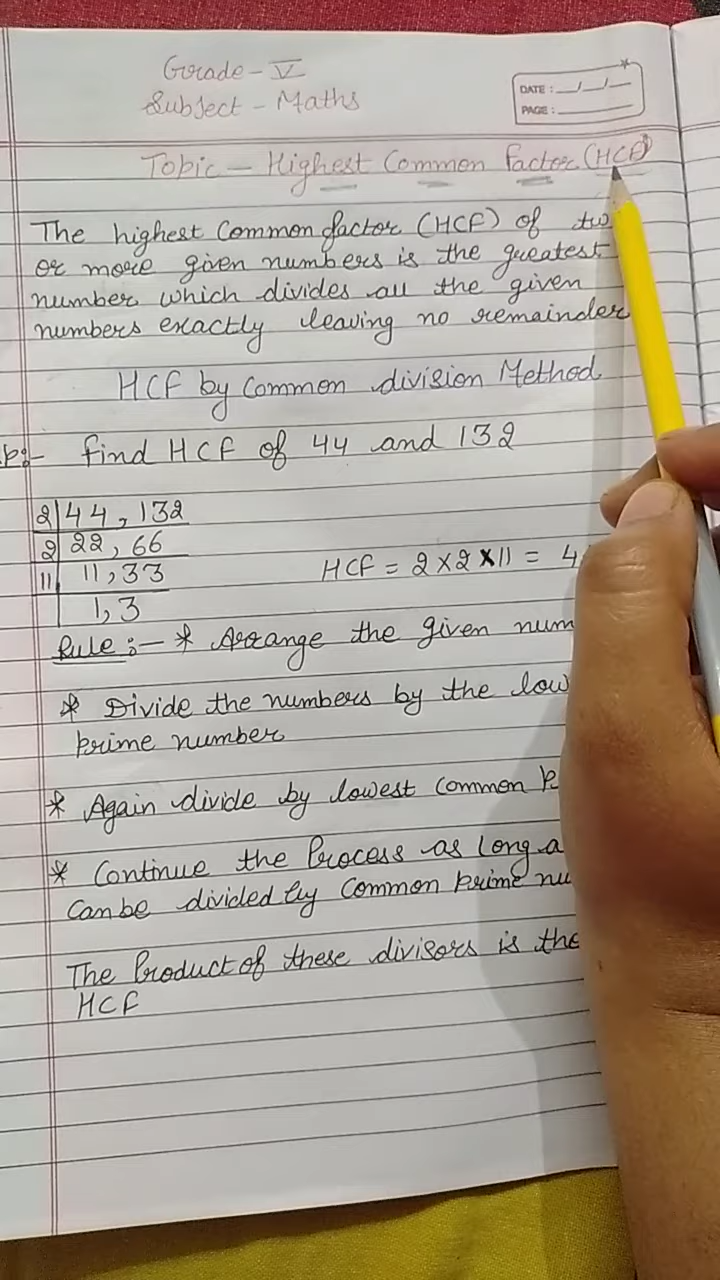 Grade - V
Subject - Maths
DATE : __/__/__
PAGE :
Topic - Highest Common Factor (HCF)
The highest Common factor (HCF) of
or more given numbers is the greatest
number which divides all the given
numbers exactly leaving no remainder
HCF by Common division Method
:- find HCF of 44 and 132
2 | 44, 132
2 | 22, 66
11 | 11, 33
1, 3
HCF = 2 × 2 × 11 = 4
Rule :- * Arrange the given
* Divide the numbers by the
prime number
* Again divide by lowest common
* Continue the Process as long
can be divided by Common prime
The Product of these divisors is the
HCF